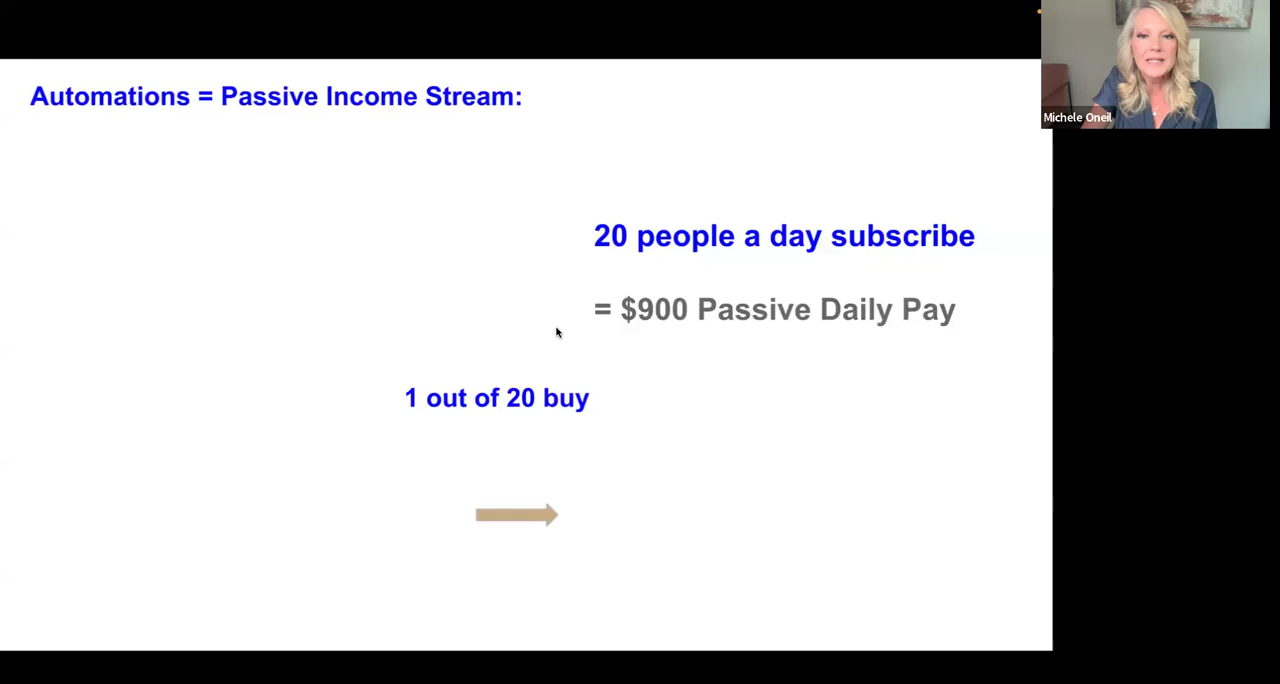 Automations = Passive Income Stream:
Michele Oneil
20 people a day subscribe
= $900 Passive Daily Pay
1 out of 20 buy